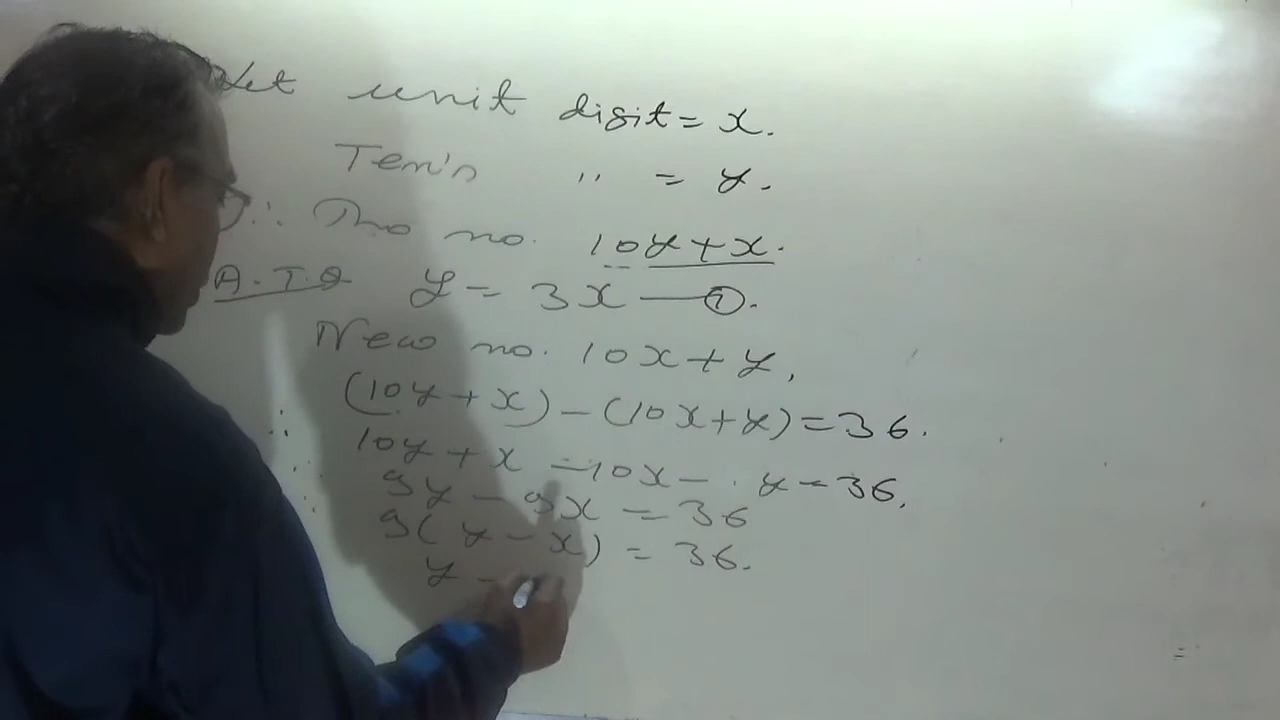 Let unit digit = x.
Ten's " = y.
∴ The no. 10y + x.
A.T.Q y = 3x — ①.
New no. 10x + y,
(10y + x) - (10x + y) = 36.
10y + x - 10x - y = 36.
9y - 9x = 36
9(y - x) = 36.
y -
=